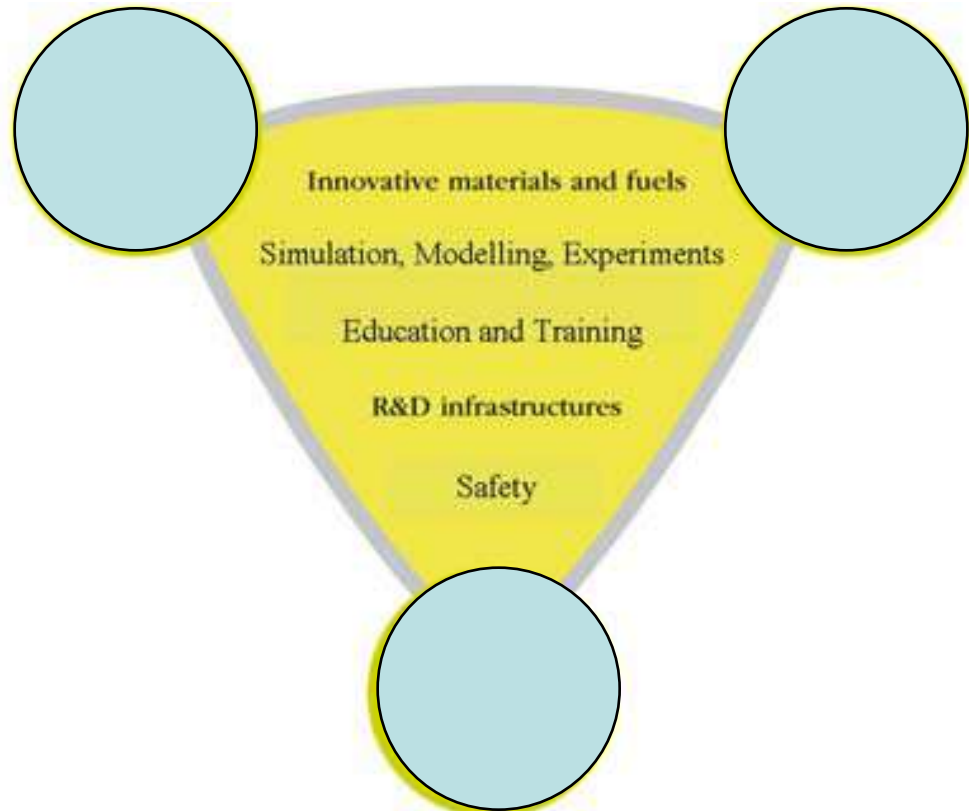 Innovative materials and fuels
Simulation, Modelling, Experiments
Education and Training
R&D infrastructures
Safety